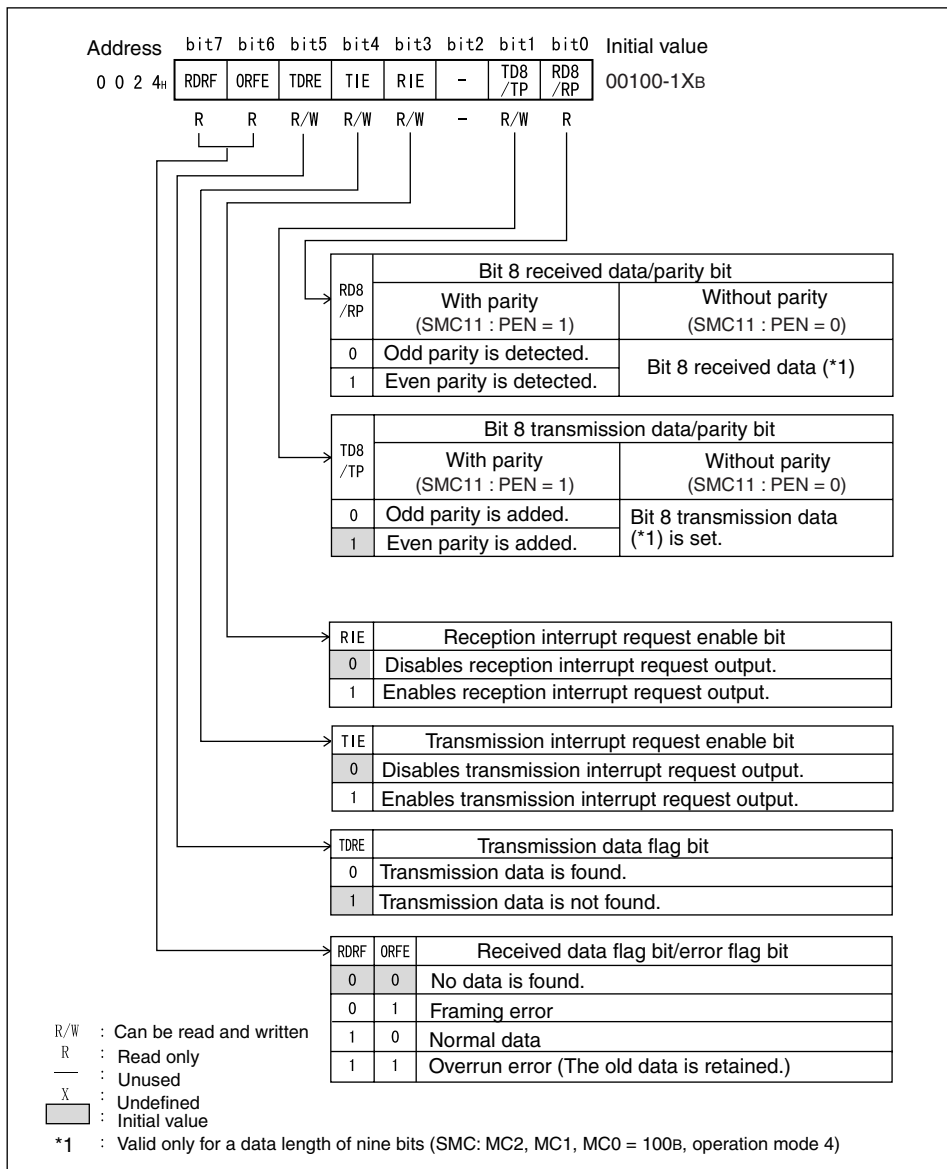 Address bit7 bit6 bit5 bit4 bit3 bit2 bit1 bit0 Initial value
0 0 2 4H RDRF ORFE TDRE TIE RIE - TD8 /TP RD8 /RP 00100-1XB
R R R/W R/W R/W - R/W R
RD8 /RP Bit 8 received data/parity bit
With parity Without parity
(SMC11 : PEN = 1) (SMC11 : PEN = 0)
0 Odd parity is detected. Bit 8 received data (*1)
1 Even parity is detected.
TD8 /TP Bit 8 transmission data/parity bit
With parity Without parity
(SMC11 : PEN = 1) (SMC11 : PEN = 0)
0 Odd parity is added. Bit 8 transmission data
1 Even parity is added. (*1) is set.
RIE Reception interrupt request enable bit
0 Disables reception interrupt request output.
1 Enables reception interrupt request output.
TIE Transmission interrupt request enable bit
0 Disables transmission interrupt request output.
1 Enables transmission interrupt request output.
TDRE Transmission data flag bit
0 Transmission data is found.
1 Transmission data is not found.
RDRF ORFE Received data flag bit/error flag bit
0 0 No data is found.
0 1 Framing error
1 0 Normal data
1 1 Overrun error (The old data is retained.)
R/W : Can be read and written
R : Read only
— : Unused
X : Undefined
: Initial value
*1 : Valid only for a data length of nine bits (SMC: MC2, MC1, MC0 = 100B, operation mode 4)